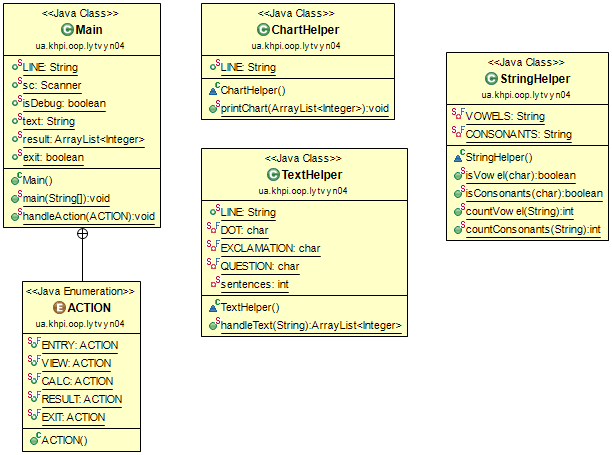 <<Java Class>>
Main
ua.khpi.oop.lytvyn04
LINE: String
sc: Scanner
isDebug: boolean
text: String
result: ArrayList<Integer>
exit: boolean
Main()
main(String[]):void
handleAction(ACTION):void
<<Java Enumeration>>
ACTION
ua.khpi.oop.lytvyn04
ENTRY: ACTION
VIEW: ACTION
CALC: ACTION
RESULT: ACTION
EXIT: ACTION
ACTION()
<<Java Class>>
ChartHelper
ua.khpi.oop.lytvyn04
LINE: String
ChartHelper()
printChart(ArrayList<Integer>):void
<<Java Class>>
TextHelper
ua.khpi.oop.lytvyn04
LINE: String
DOT: char
EXCLAMATION: char
QUESTION: char
sentences: int
TextHelper()
handleText(String):ArrayList<Integer>
<<Java Class>>
StringHelper
ua.khpi.oop.lytvyn04
VOWELS: String
CONSONANTS: String
StringHelper()
isVowel(char):boolean
isConsonants(char):boolean
countVowel(String):int
countConsonants(String):int